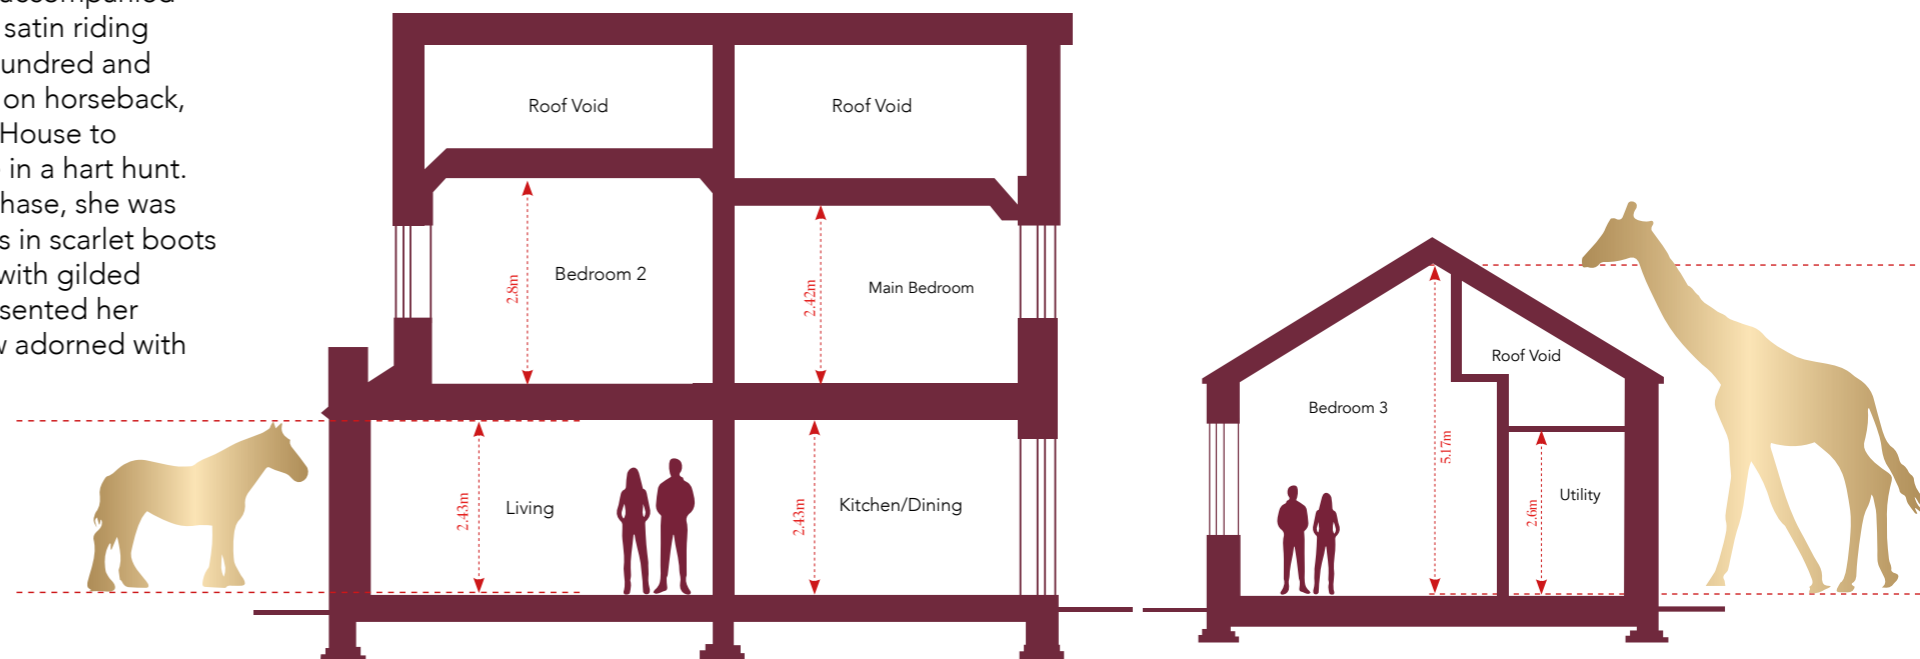 accompanied
satin riding
undred and
on horseback,
House to
in a hart hunt.
hase, she was
s in scarlet boots
with gilded
sented her
adorned with
Roof Void
Roof Void
2.8m
Bedroom 2
2.42m
Main Bedroom
2.43m
Living
2.43m
Kitchen/Dining
Roof Void
Bedroom 3
5.17m
2.6m
Utility